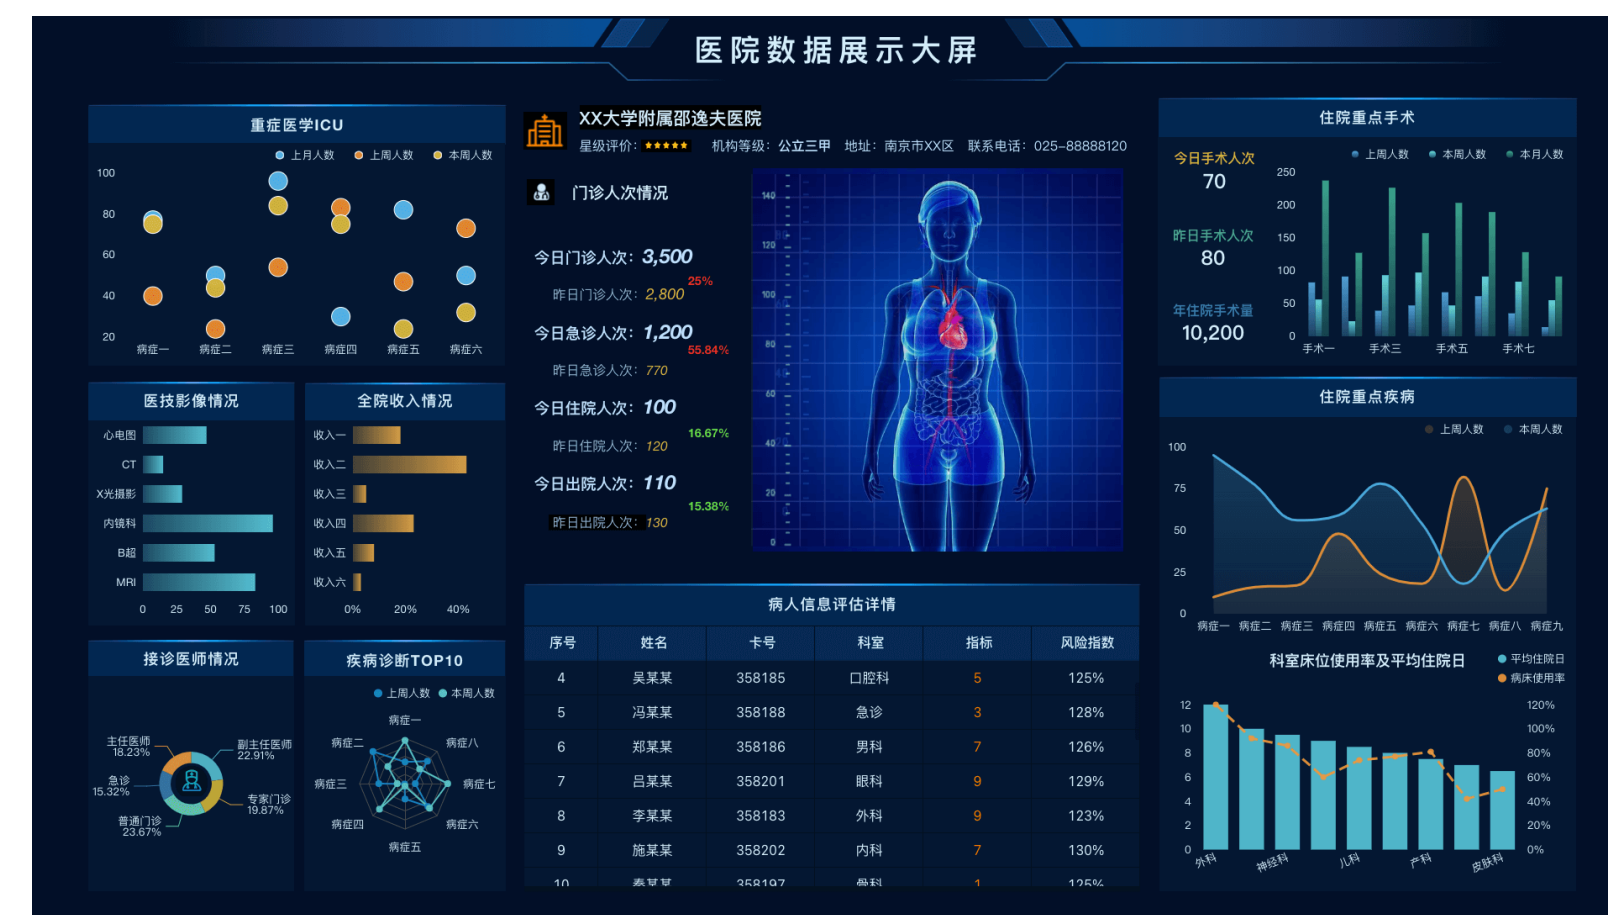 医院数据展示大屏
重症医学ICU
上月人数 上周人数 本周人数
100
80
60
40
20
病症一 病症二 病症三 病症四 病症五 病症六
医技影像情况
心电图
CT
X光摄影
内镜科
B超
MRI
0 25 50 75 100
全院收入情况
收入一
收入二
收入三
收入四
收入五
收入六
0% 20% 40%
接诊医师情况
主任医师
18.23%
副主任医师
22.91%
急诊
15.32%
专家门诊
19.87%
普通门诊
23.67%
疾病诊断TOP10
上周人数 本周人数
病症一
病症二 病症八
病症三 病症七
病症四 病症六
病症五
XX大学附属邵逸夫医院
星级评价: ★★★★★ 机构等级: 公立三甲 地址: 南京市XX区 联系电话: 025-88888120
门诊人次情况
今日门诊人次: 3,500
25%
昨日门诊人次: 2,800
今日急诊人次: 1,200
55.84%
昨日急诊人次: 770
今日住院人次: 100
16.67%
昨日住院人次: 120
今日出院人次: 110
15.38%
昨日出院人次: 130
140
120
100
80
60
40
20
0
病人信息评估详情
序号 姓名 卡号 科室 指标 风险指数
4 吴某某 358185 口腔科 5 125%
5 冯某某 358188 急诊 3 128%
6 郑某某 358186 男科 7 126%
7 吕某某 358201 眼科 9 129%
8 李某某 358183 外科 9 123%
9 施某某 358202 内科 7 130%
10 秦某某 358197 骨科 1 125%
住院重点手术
今日手术人次
70
昨日手术人次
80
年住院手术量
10,200
上周人数 本周人数 本月人数
250
200
150
100
50
0
手术一 手术三 手术五 手术七
住院重点疾病
上周人数 本周人数
100
75
50
25
0
病症一 病症二 病症三 病症四 病症五 病症六 病症七 病症八 病症九
科室床位使用率及平均住院日
平均住院日
病床使用率
12 120%
10 100%
8 80%
6 60%
4 40%
2 20%
0 0%
外科 神经科 儿科 产科 皮肤科